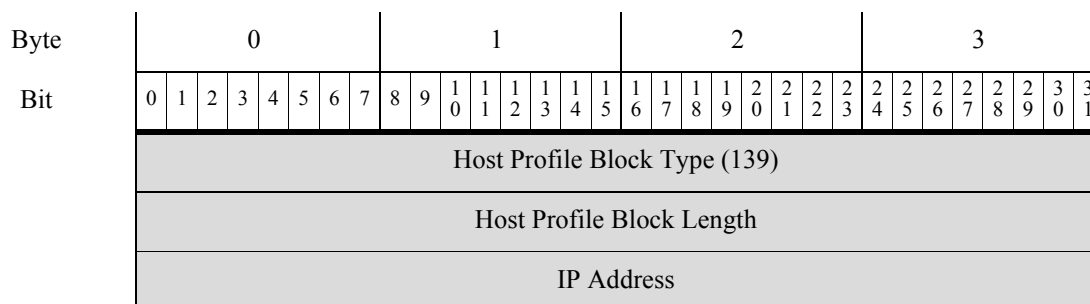 Byte 0 1 2 3
Bit 0 1 2 3 4 5 6 7 8 9 10 11 12 13 14 15 16 17 18 19 20 21 22 23 24 25 26 27 28 29 30 31
Host Profile Block Type (139)
Host Profile Block Length
IP Address